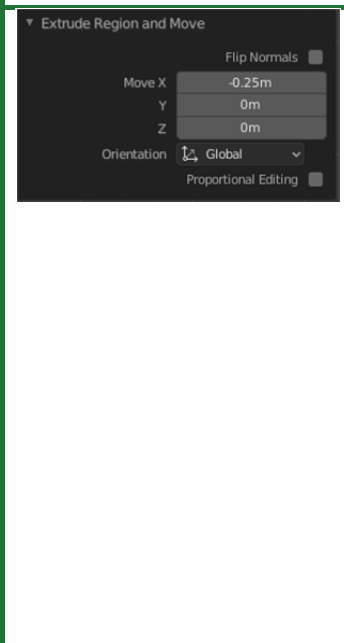 Extrude Region and Move
Flip Normals
Move X -0.25m
Y 0m
Z 0m
Orientation Global
Proportional Editing